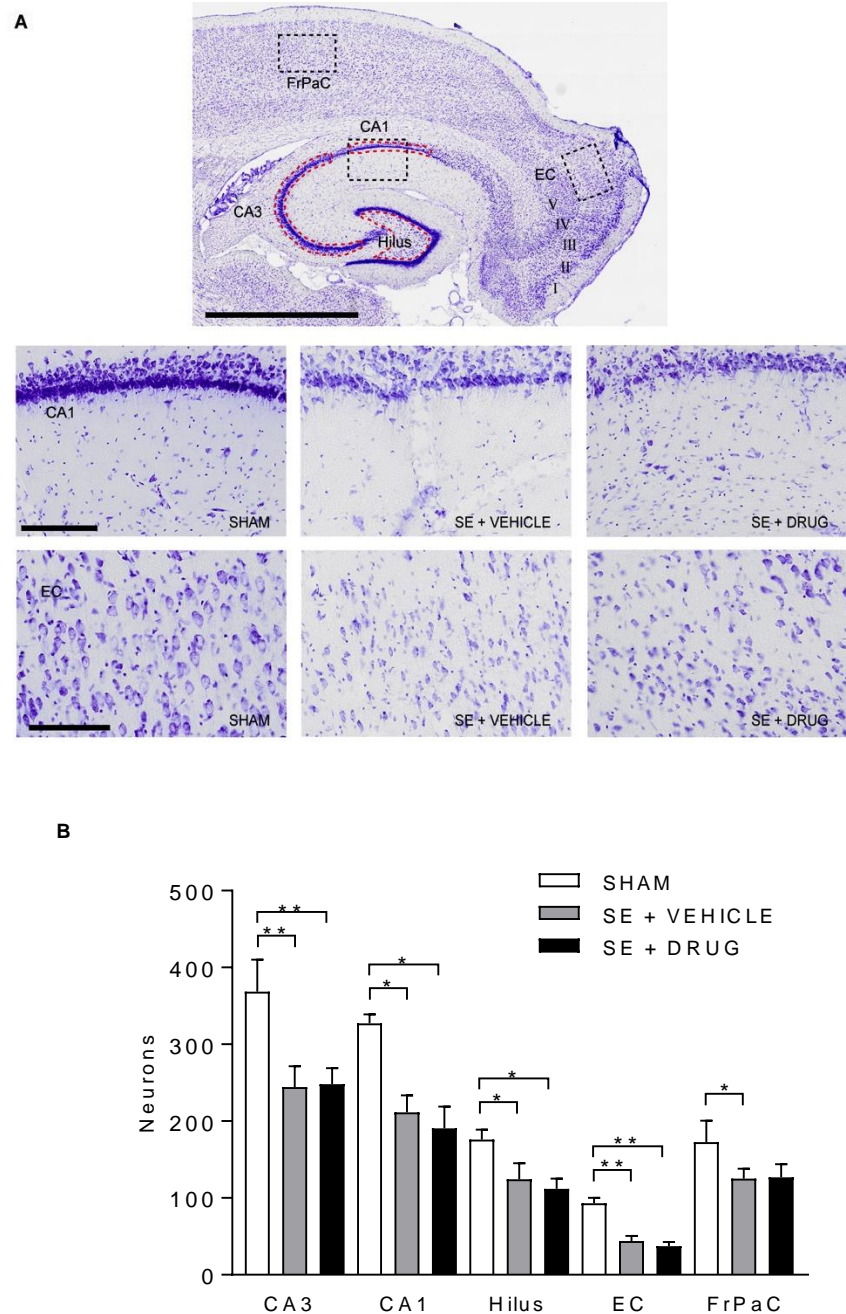 A
FrPaC
CA1
EC
CA3
Hilus
V
IV
III
II
I
CA1
SHAM
SE + VEHICLE
SE + DRUG
EC
SHAM
SE + VEHICLE
SE + DRUG
B
500
400
300
200
100
0
Neurons
SHAM
SE + VEHICLE
SE + DRUG
** 
**
*
*
*
*
**
**
*
CA3 CA1 Hilus EC FrPaC